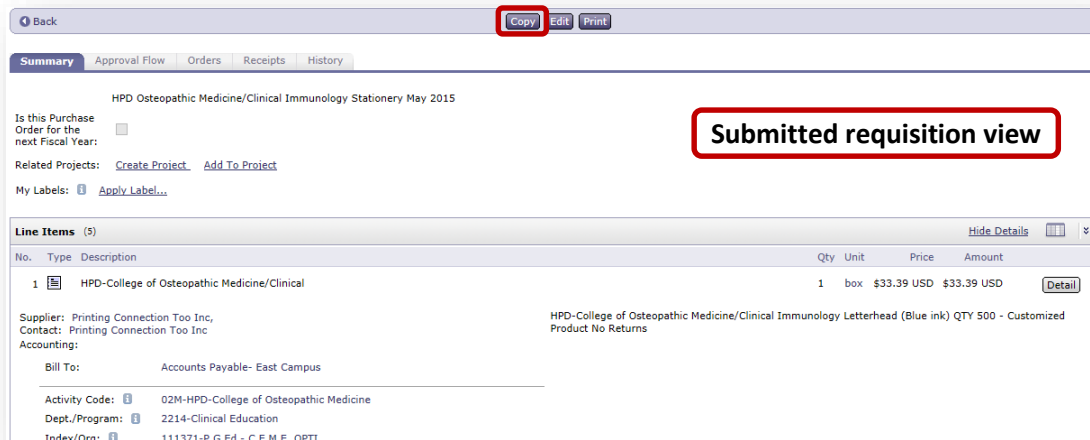 Back Copy Edit Print
Summary Approval Flow Orders Receipts History
HPD Osteopathic Medicine/Clinical Immunology Stationery May 2015
Is this Purchase
Order for the
next Fiscal Year:
Submitted requisition view
Related Projects: Create Project Add To Project
My Labels: Apply Label...
Line Items (5) Hide Details
No. Type Description Qty Unit Price Amount
1 HPD-College of Osteopathic Medicine/Clinical 1 box $33.39 USD $33.39 USD Detail
Supplier: Printing Connection Too Inc, HPD-College of Osteopathic Medicine/Clinical Immunology Letterhead (Blue ink) QTY 500 - Customized
Contact: Printing Connection Too Inc Product No Returns
Accounting:
Bill To: Accounts Payable- East Campus
Activity Code: 02M-HPD-College of Osteopathic Medicine
Dept./Program: 2214-Clinical Education
Index/Org: 111371-P G Ed - C E M E OPTI